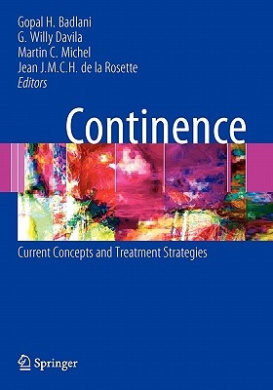 Gopal H. Badlani
G. Willy Davila
Martin C. Michel
Jean J.M.C.H. de la Rosette
Editors
Continence
Current Concepts and Treatment Strategies
Springer